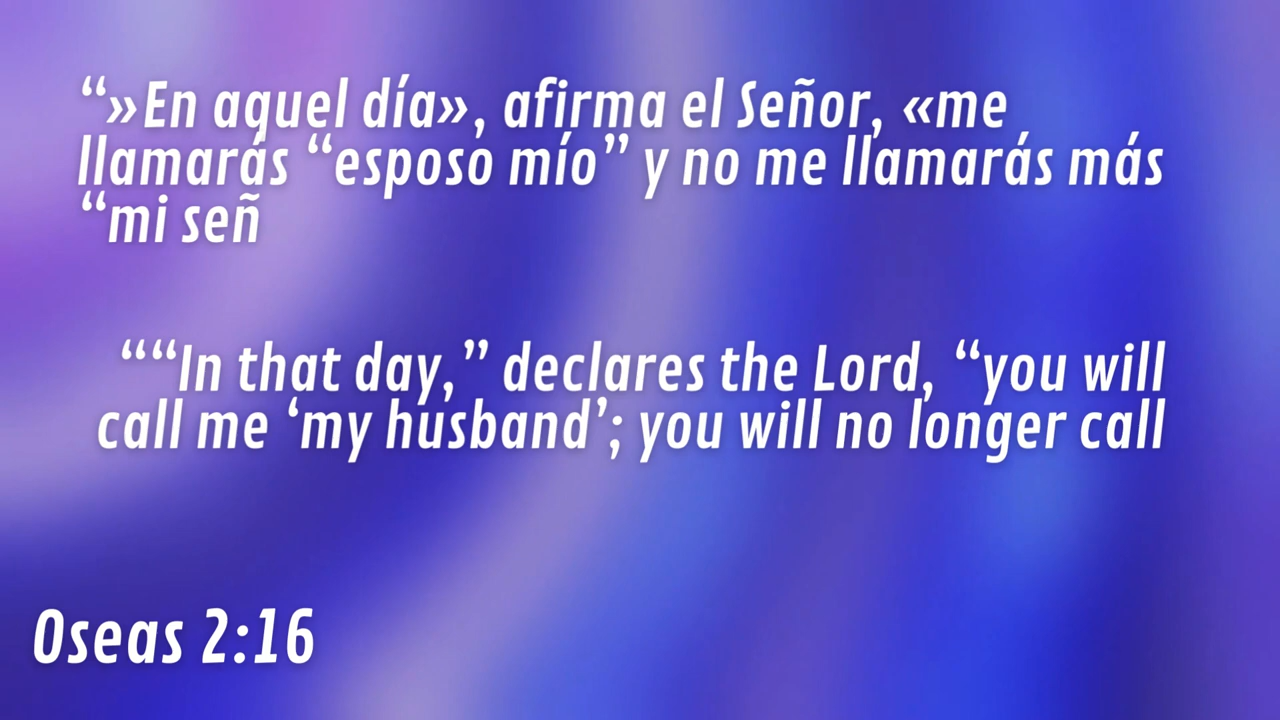 “»En aquel día», afirma el Señor, «me
llamarás “esposo mío” y no me llamarás más
“mi señ
““In that day,” declares the Lord, “you will
call me ‘my husband’; you will no longer call
Oseas 2:16